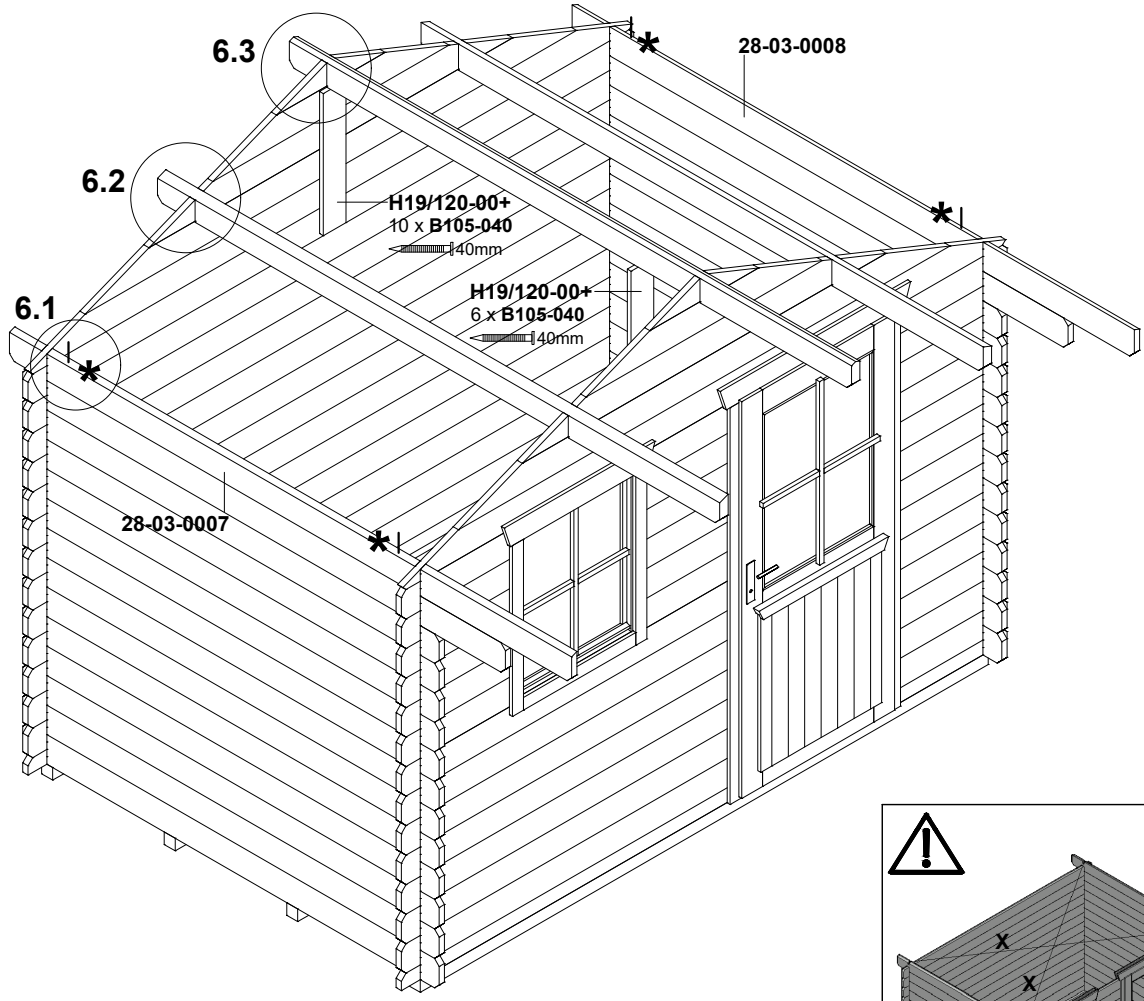 6.3
*
28-03-0008
6.2
H19/120-00+
10 x B105-040
40mm
*
H19/120-00+
6 x B105-040
40mm
6.1
*
28-03-0007
*
!
X
X